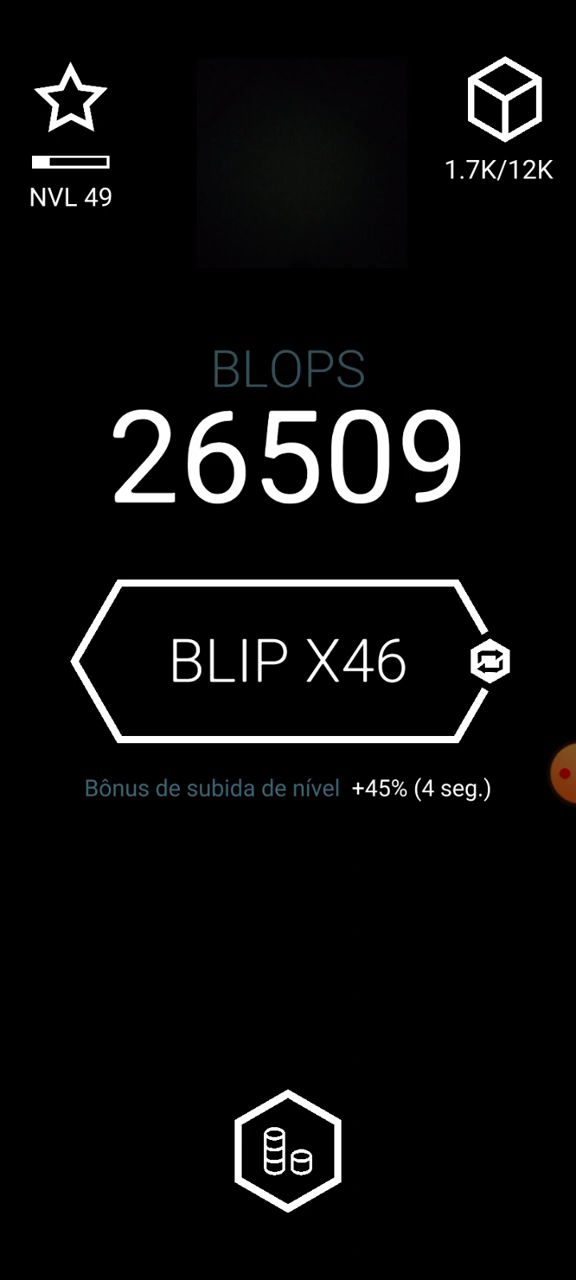 NVL 49
1.7K/12K
BLOPS
26509
BLIP X46
Bônus de subida de nível +45% (4 seg.)